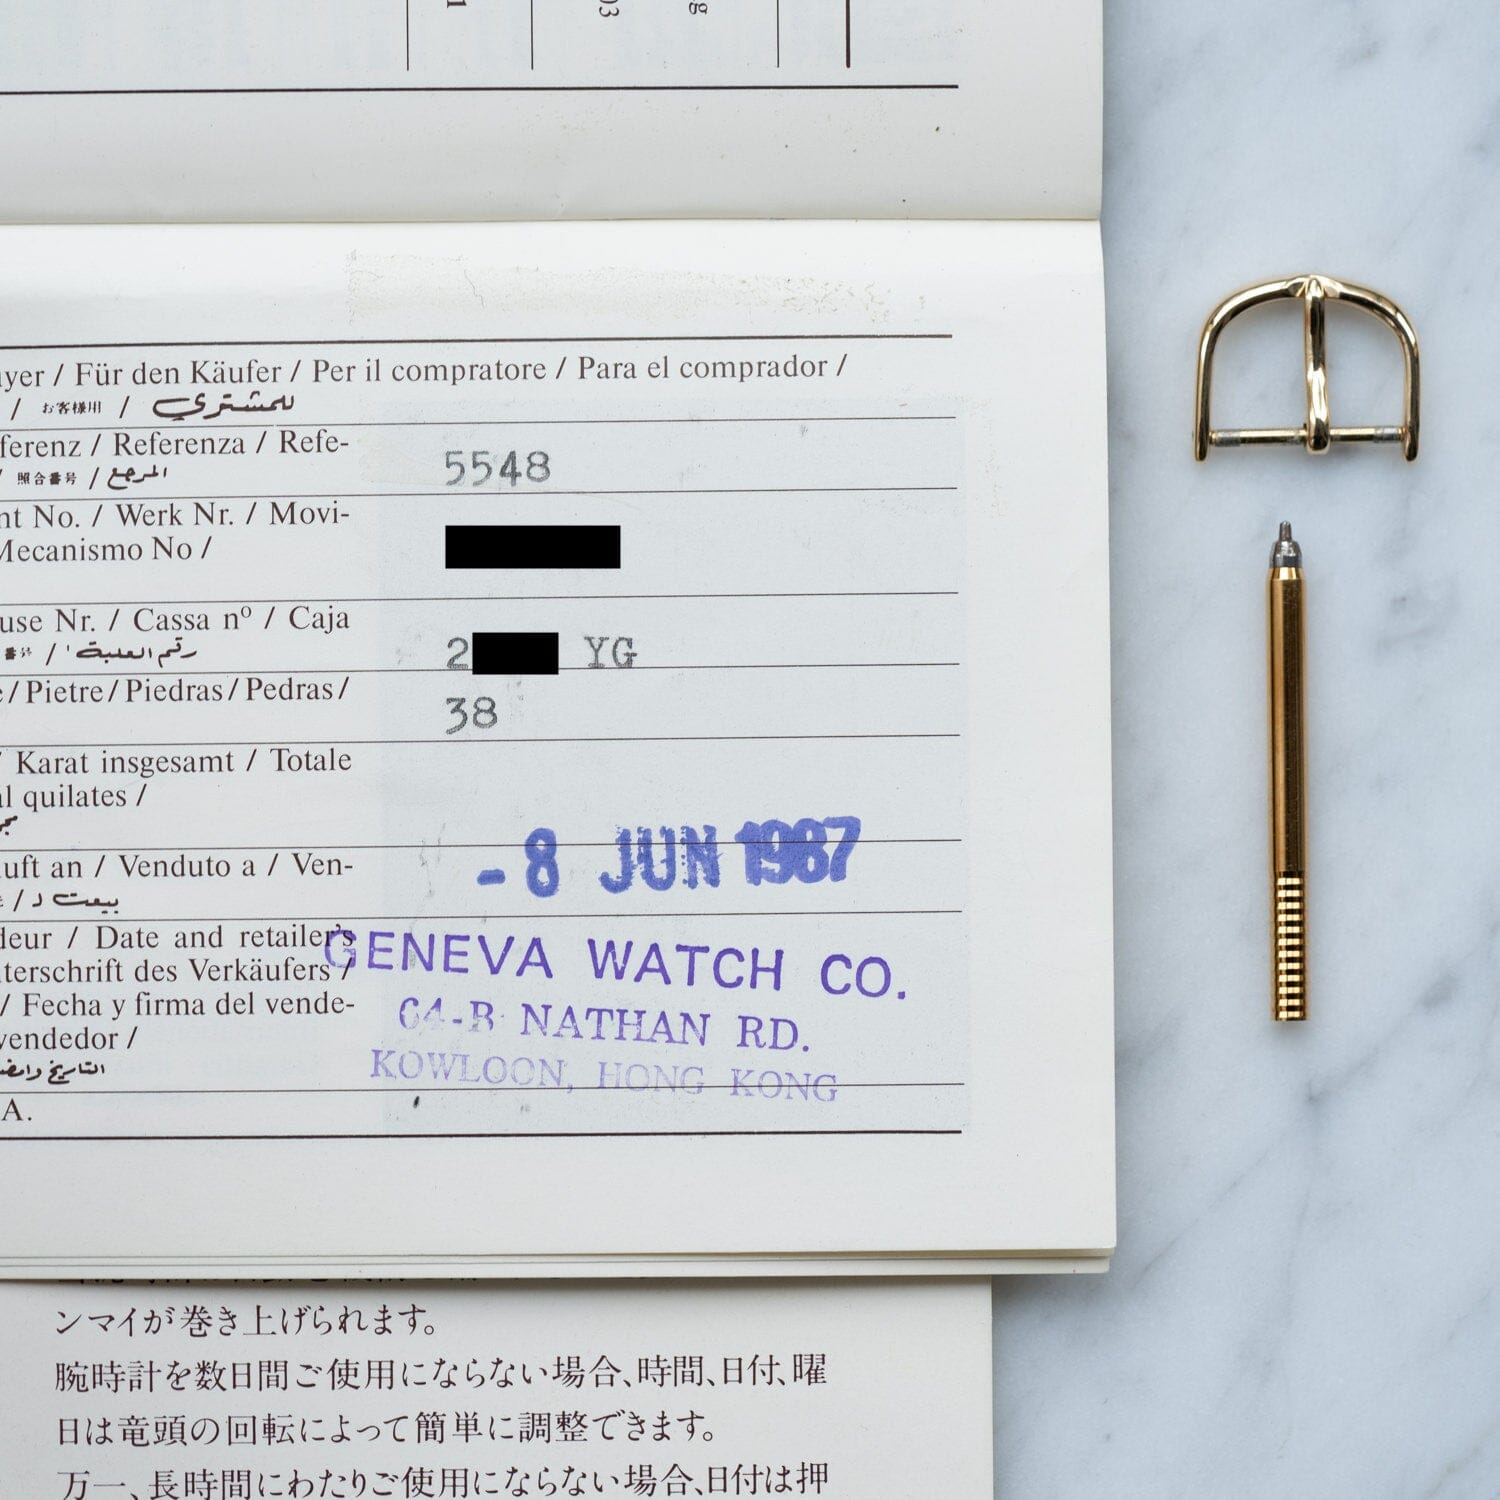 yer / Für den Käufer / Per il compratore / Para el comprador /
/ お客様用 / للمشتري
ferenz / Referenza / Refe-
5548
/ 照合番号 / المرجع
nt No. / Werk Nr. / Movi-
Mecanismo No /
use Nr. / Cassa nº / Caja
番号 / رقم العلبة
2 YG
e / Pietre / Piedras / Pedras /
38
/ Karat insgesamt / Totale
al quilates /
- 8 JUN 1987
uft an / Venduto a / Ven-
/ بيعت لـ
deur / Date and retailer's
GENEVA WATCH CO.
nterschrift des Verkäufers /
/ Fecha y firma del vende-
64-B NATHAN RD.
vendedor /
KOWLOON, HONG KONG
التاريخ
A.
ンマイが巻き上げられます。
腕時計を数日間ご使用にならない場合、時間、日付、曜
日は竜頭の回転によって簡単に調整できます。
万一、長時間にわたりご使用にならない場合、日付は押